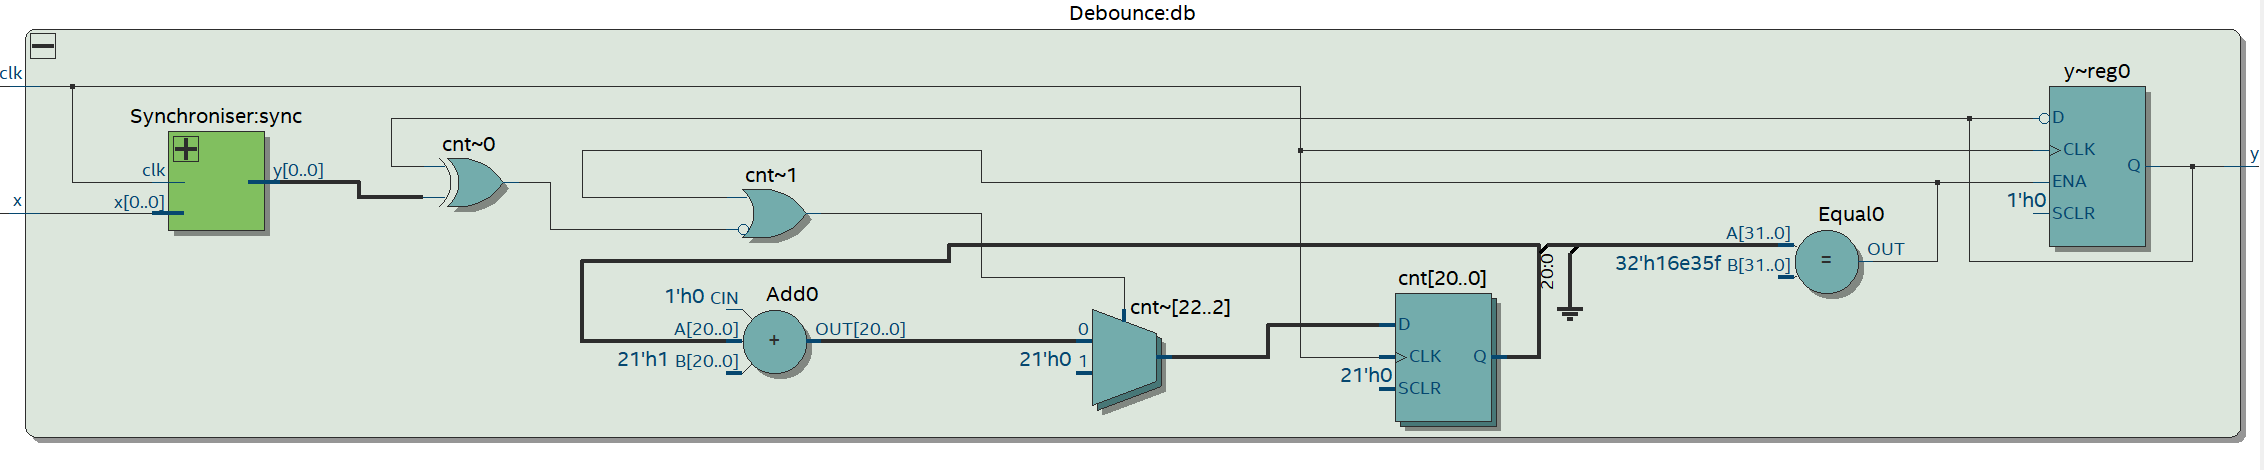 Debounce:db
clk
x
Synchroniser:sync
clk
x[0..0]
y[0..0]
cnt~0
cnt~1
1'h0 CIN
Add0
A[20..0]
21'h1 B[20..0]
+
OUT[20..0]
cnt~[22..2]
0
21'h0 1
cnt[20..0]
D
CLK
21'h0 SCLR
Q
20:0
Equal0
A[31..0]
32'h16e35f B[31..0]
=
OUT
y~reg0
D
CLK
ENA
1'h0 SCLR
Q
y